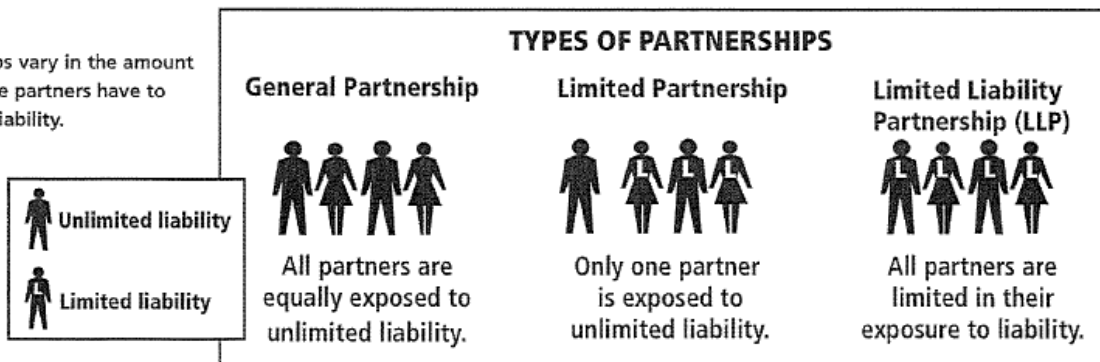 ps vary in the amount
e partners have to
iability.
TYPES OF PARTNERSHIPS
General Partnership
Limited Partnership
Limited Liability
Partnership (LLP)
L L L
L L L L
All partners are
equally exposed to
unlimited liability.
Only one partner
is exposed to
unlimited liability.
All partners are
limited in their
exposure to liability.
Unlimited liability
L
Limited liability